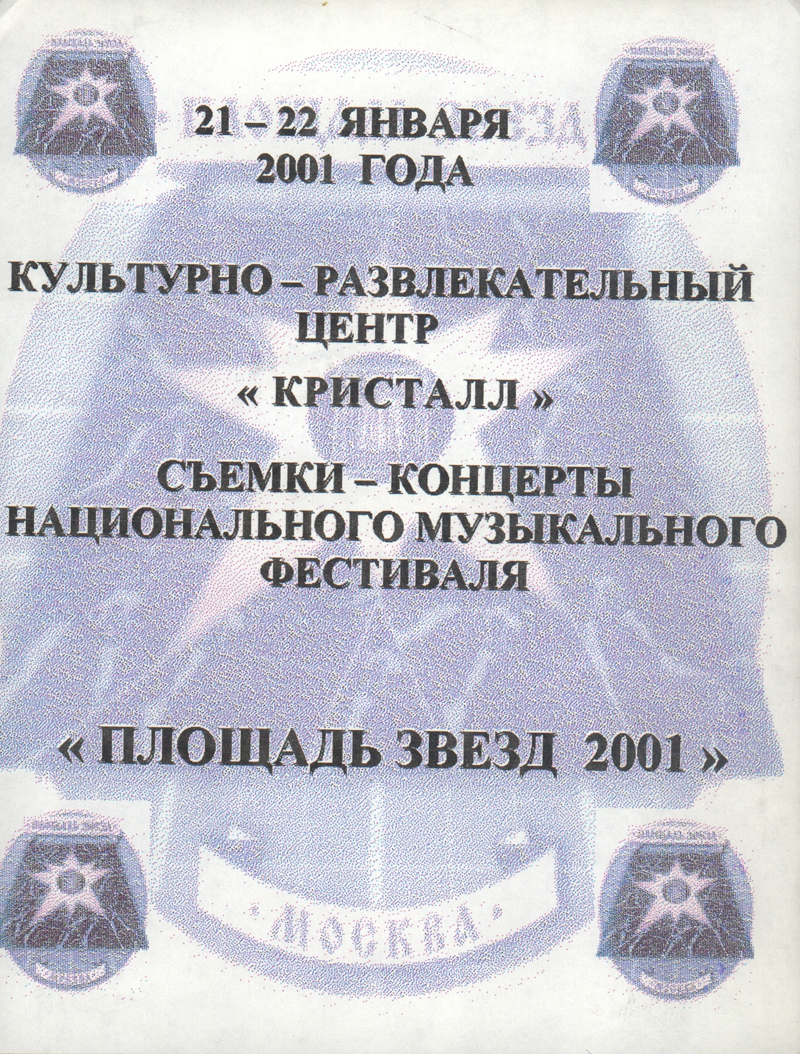 21 – 22 ЯНВАРЯ
2001 ГОДА
КУЛЬТУРНО – РАЗВЛЕКАТЕЛЬНЫЙ
ЦЕНТР
« КРИСТАЛЛ »
СЪЕМКИ – КОНЦЕРТЫ
НАЦИОНАЛЬНОГО МУЗЫКАЛЬНОГО
ФЕСТИВАЛЯ
« ПЛОЩАДЬ ЗВЕЗД 2001 »
· МОСКВА ·